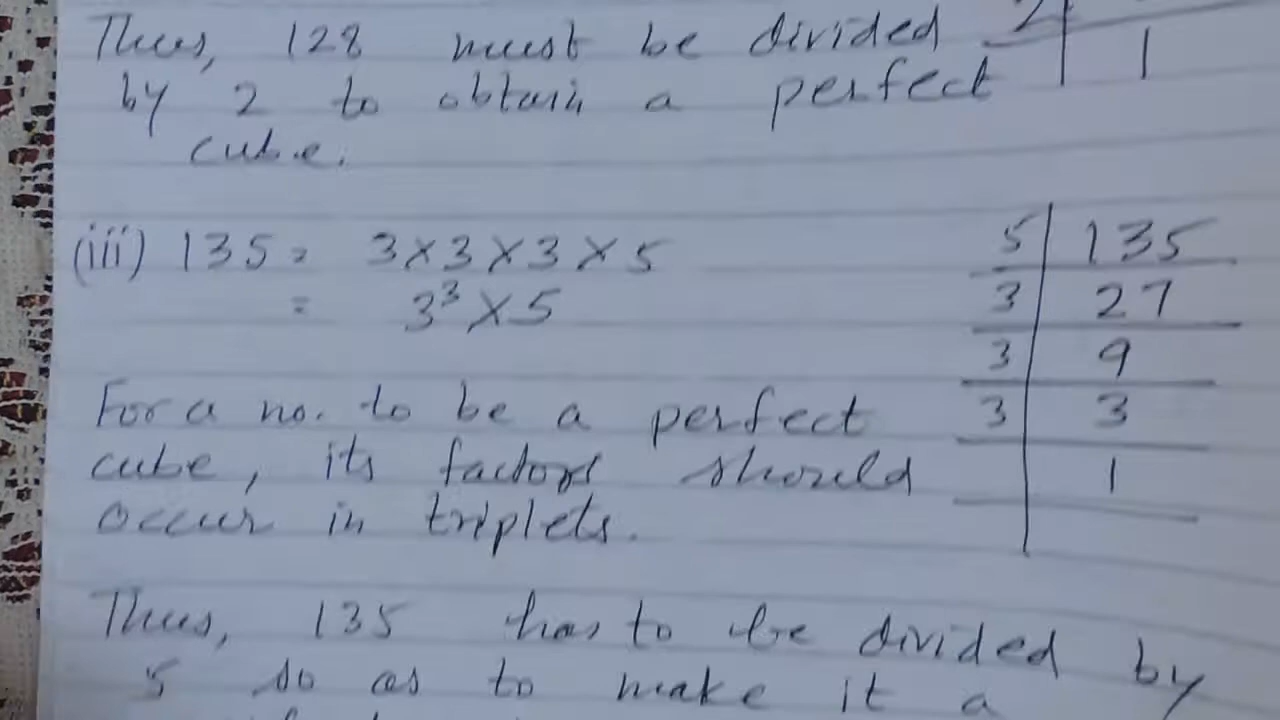 Thus, 128 must be divided
by 2 to obtain a perfect
cube.
2 | 1
(iii) 135 = 3×3×3×5
= 3³×5
5 | 135
3 | 27
3 | 9
3 | 3
| 1
For a no. to be a perfect
cube, its factors should
occur in triplets.
Thus, 135 has to be divided by
5 so as to make it a